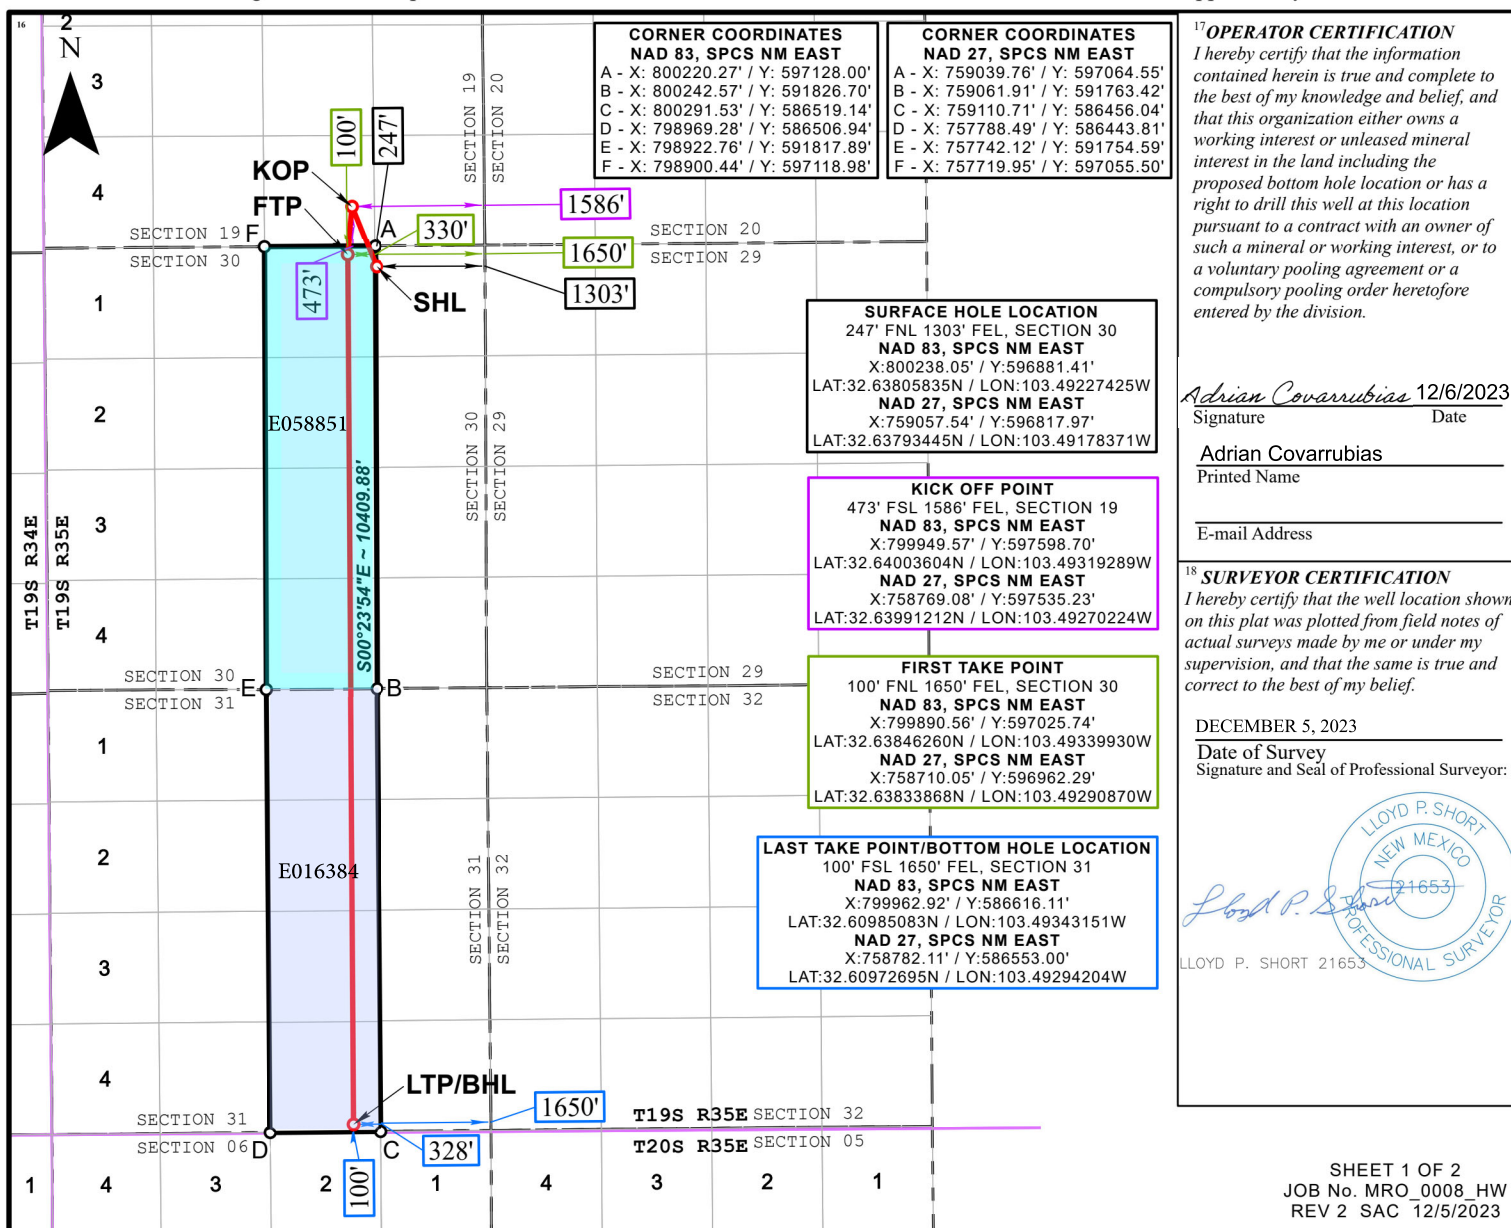 16
2
N
3
4
1
2
3
4
1
2
3
4
1
4
3
2
1
4
3
2
1
SECTION 19
SECTION 20
100'
247'
KOP
FTP
1586'
330'
1650'
1303'
473'
SHL
SECTION 19
F
A
SECTION 20
SECTION 30
SECTION 29
E058851
S00°23'54"E ~ 10409.88'
SECTION 30
SECTION 29
T19S R34E
T19S R35E
SECTION 30
SECTION 29
E
B
SECTION 31
SECTION 32
E016384
SECTION 31
SECTION 32
LTP/BHL
1650'
328'
100'
SECTION 31
T19S R35E SECTION 32
SECTION 06
D
C
T20S R35E SECTION 05
CORNER COORDINATES
NAD 83, SPCS NM EAST
A - X: 800220.27' / Y: 597128.00'
B - X: 800242.57' / Y: 591826.70'
C - X: 800291.53' / Y: 586519.14'
D - X: 798969.28' / Y: 586506.94'
E - X: 798922.76' / Y: 591817.89'
F - X: 798900.44' / Y: 597118.98'
CORNER COORDINATES
NAD 27, SPCS NM EAST
A - X: 759039.76' / Y: 597064.55'
B - X: 759061.91' / Y: 591763.42'
C - X: 759110.71' / Y: 586456.04'
D - X: 757788.49' / Y: 586443.81'
E - X: 757742.12' / Y: 591754.59'
F - X: 757719.95' / Y: 597055.50'
SURFACE HOLE LOCATION
247' FNL 1303' FEL, SECTION 30
NAD 83, SPCS NM EAST
X:800238.05' / Y:596881.41'
LAT:32.63805835N / LON:103.49227425W
NAD 27, SPCS NM EAST
X:759057.54' / Y:596817.97'
LAT:32.63793445N / LON:103.49178371W
KICK OFF POINT
473' FSL 1586' FEL, SECTION 19
NAD 83, SPCS NM EAST
X:799949.57' / Y:597598.70'
LAT:32.64003604N / LON:103.49319289W
NAD 27, SPCS NM EAST
X:758769.08' / Y:597535.23'
LAT:32.63991212N / LON:103.49270224W
FIRST TAKE POINT
100' FNL 1650' FEL, SECTION 30
NAD 83, SPCS NM EAST
X:799890.56' / Y:597025.74'
LAT:32.63846260N / LON:103.49339930W
NAD 27, SPCS NM EAST
X:758710.05' / Y:596962.29'
LAT:32.63833868N / LON:103.49290870W
LAST TAKE POINT/BOTTOM HOLE LOCATION
100' FSL 1650' FEL, SECTION 31
NAD 83, SPCS NM EAST
X:799962.92' / Y:586616.11'
LAT:32.60985083N / LON:103.49343151W
NAD 27, SPCS NM EAST
X:758782.11' / Y:586553.00'
LAT:32.60972695N / LON:103.49294204W
17 OPERATOR CERTIFICATION
I hereby certify that the information
contained herein is true and complete to
the best of my knowledge and belief, and
that this organization either owns a
working interest or unleased mineral
interest in the land including the
proposed bottom hole location or has a
right to drill this well at this location
pursuant to a contract with an owner of
such a mineral or working interest, or to
a voluntary pooling agreement or a
compulsory pooling order heretofore
entered by the division.
Adrian Covarrubias 12/6/2023
Signature Date
Adrian Covarrubias
Printed Name
E-mail Address
18 SURVEYOR CERTIFICATION
I hereby certify that the well location shown
on this plat was plotted from field notes of
actual surveys made by me or under my
supervision, and that the same is true and
correct to the best of my belief.
DECEMBER 5, 2023
Date of Survey
Signature and Seal of Professional Surveyor:
LLOYD P. SHORT
NEW MEXICO
21653
PROFESSIONAL SURVEYOR
Lloyd P. Short
LLOYD P. SHORT 21653
SHEET 1 OF 2
JOB No. MRO_0008_HW
REV 2 SAC 12/5/2023